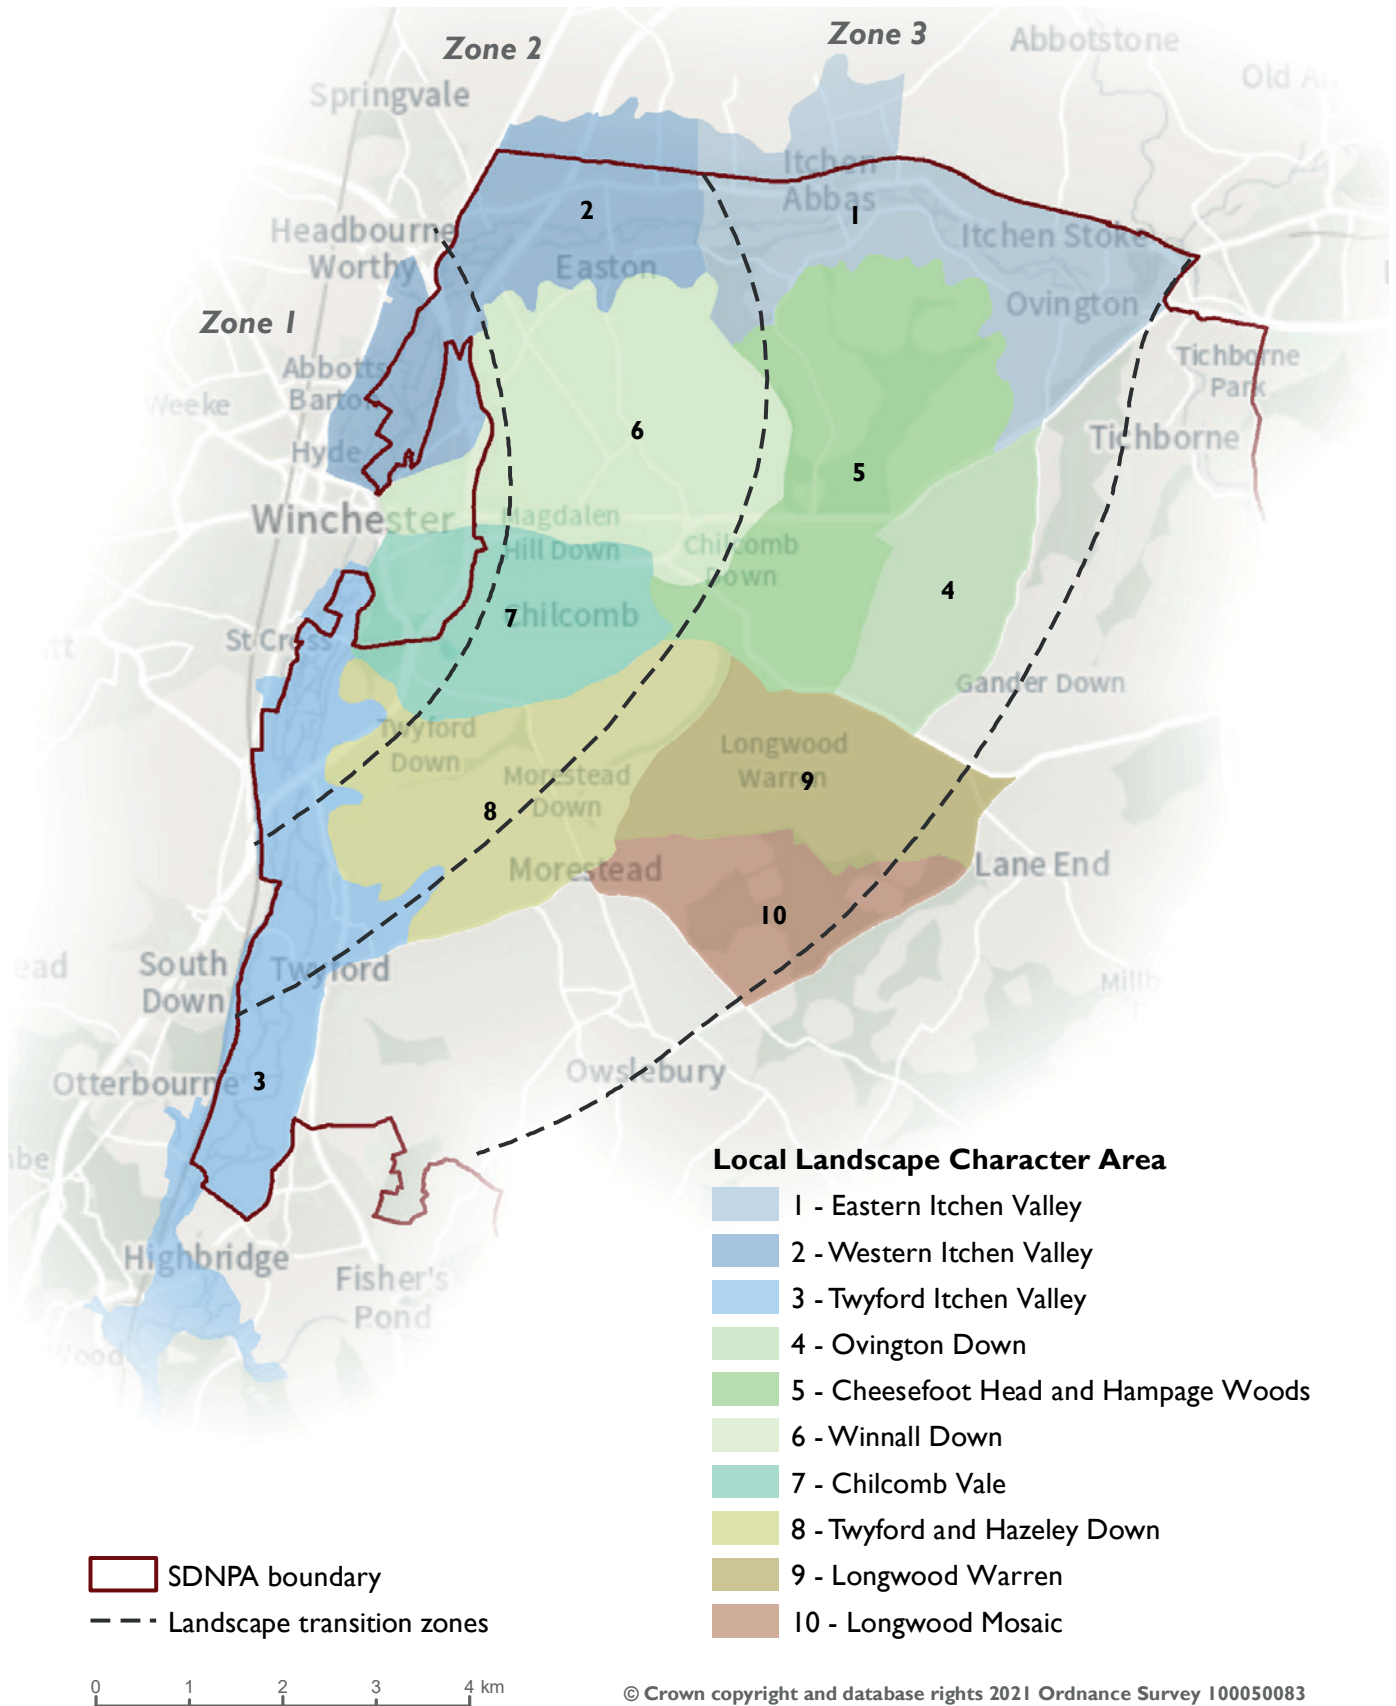 Zone 2
Zone 3
Abbotstone
Old
Springvale
Itchen
Abbas
2
1
Headbourne
Worthy
Itchen Stoke
Easton
Ovington
Zone 1
Abbotts
Barton
Tichborne
Park
Weeke
6
Tichborne
Hyde
5
Winchester
Magdalen
Hill Down
Chilcomb
Down
4
7
Chilcomb
St Cross
Gander Down
Twyford
Down
Longwood
Warren
Morestead
Down
9
8
Morestead
Lane End
10
South
Down
Twyford
Owslebury
Otterbourne
3
Highbridge
Fisher's
Pond
Wood
Local Landscape Character Area
1 - Eastern Itchen Valley
2 - Western Itchen Valley
3 - Twyford Itchen Valley
4 - Ovington Down
5 - Cheesefoot Head and Hampage Woods
6 - Winnall Down
7 - Chilcomb Vale
8 - Twyford and Hazeley Down
9 - Longwood Warren
10 - Longwood Mosaic
SDNPA boundary
Landscape transition zones
0 1 2 3 4 km
© Crown copyright and database rights 2021 Ordnance Survey 100050083